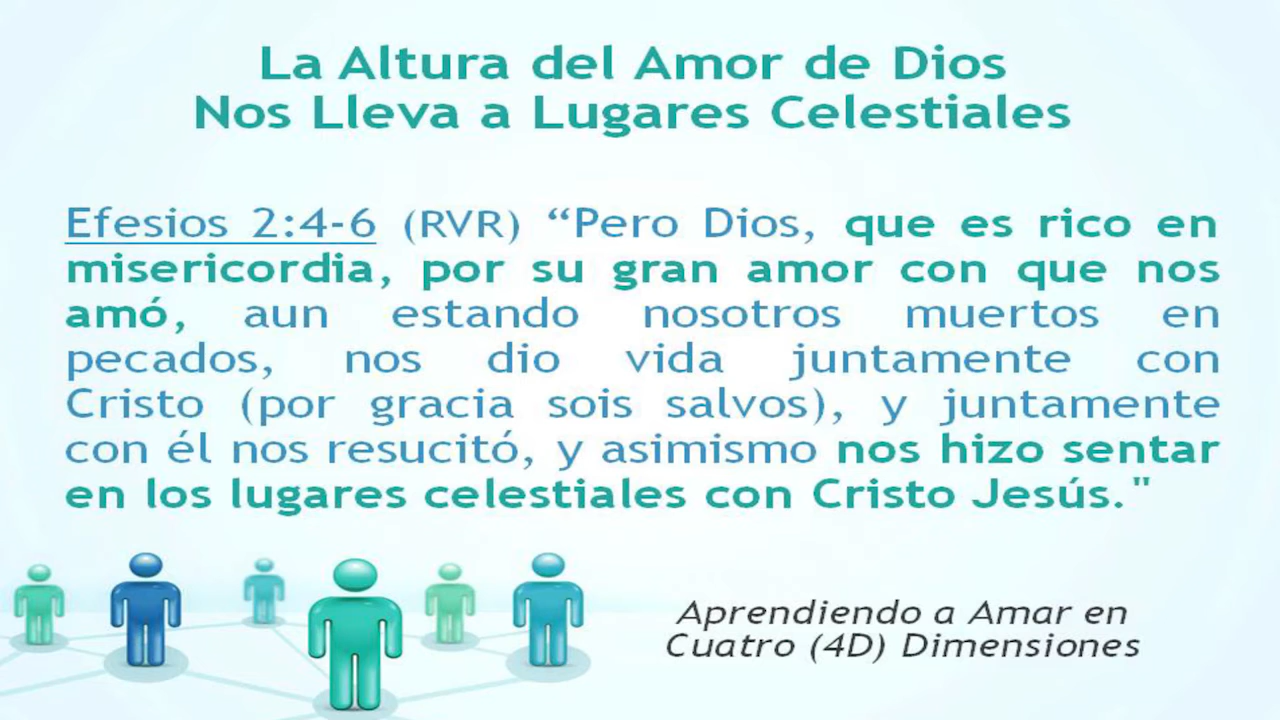 La Altura del Amor de Dios
Nos Lleva a Lugares Celestiales
Efesios 2:4-6 (RVR) “Pero Dios, que es rico en
misericordia, por su gran amor con que nos
amó, aun estando nosotros muertos en
pecados, nos dio vida juntamente con
Cristo (por gracia sois salvos), y juntamente
con él nos resucitó, y asimismo nos hizo sentar
en los lugares celestiales con Cristo Jesús."
Aprendiendo a Amar en
Cuatro (4D) Dimensiones